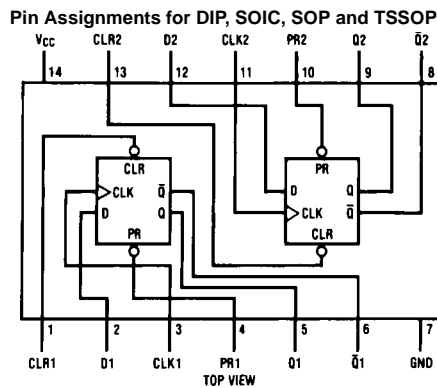 Pin Assignments for DIP, SOIC, SOP and TSSOP
VCC CLR2 D2 CLK2 PR2 Q2 Q̅2
14 13 12 11 10 9 8
CLR PR
CLK Q̅ D Q
D Q CLK Q̅
PR CLR
1 2 3 4 5 6 7
CLR1 D1 CLK1 PR1 Q1 Q̅1 GND
TOP VIEW